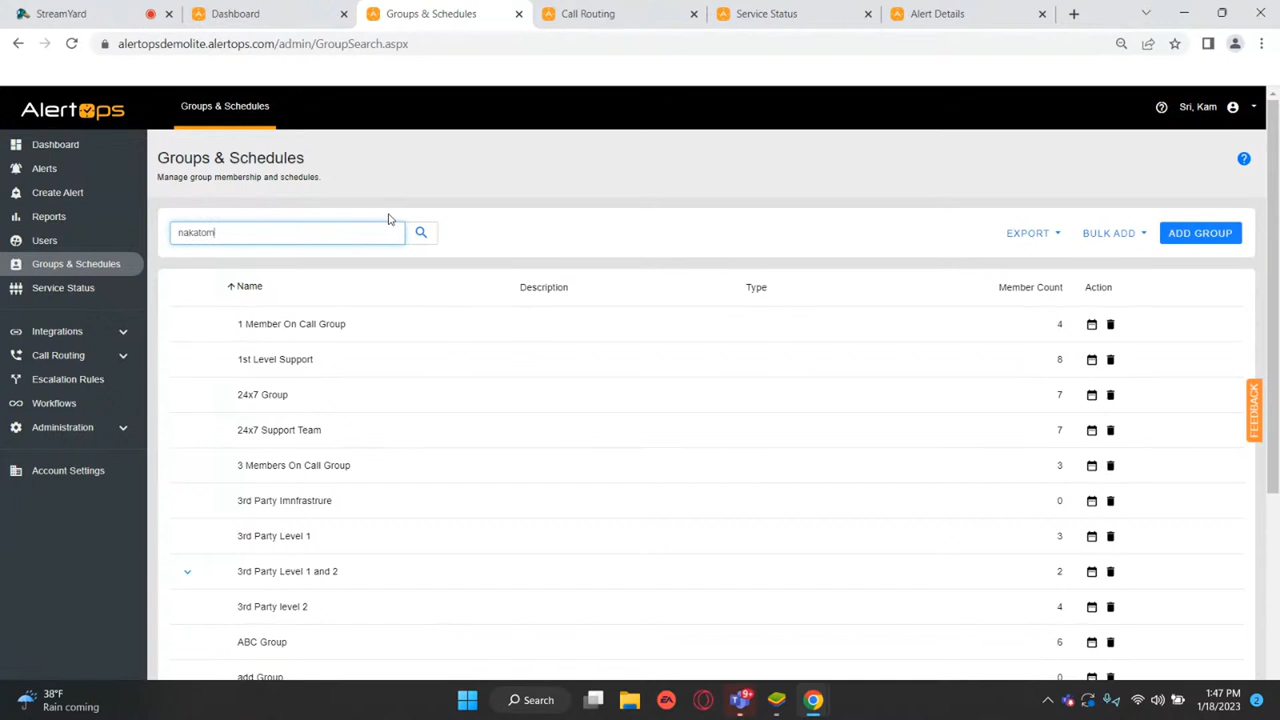 StreamYard
Dashboard
Groups & Schedules
Call Routing
Service Status
Alert Details
alertopsdemolite.alertops.com/admin/GroupSearch.aspx
AlertOps
Groups & Schedules
Sri, Kam
Dashboard
Alerts
Create Alert
Reports
Users
Groups & Schedules
Service Status
Integrations
Call Routing
Escalation Rules
Workflows
Administration
Account Settings
Groups & Schedules
Manage group membership and schedules.
nakatom
EXPORT
BULK ADD
ADD GROUP
Name Description Type Member Count Action
1 Member On Call Group 4
1st Level Support 8
24x7 Group 7
24x7 Support Team 7
3 Members On Call Group 3
3rd Party Imnfrastrure 0
3rd Party Level 1 3
3rd Party Level 1 and 2 2
3rd Party level 2 4
ABC Group 6
add Group 0
FEEDBACK
38°F
Rain coming
Search
9+
1:47 PM
1/18/2023
2